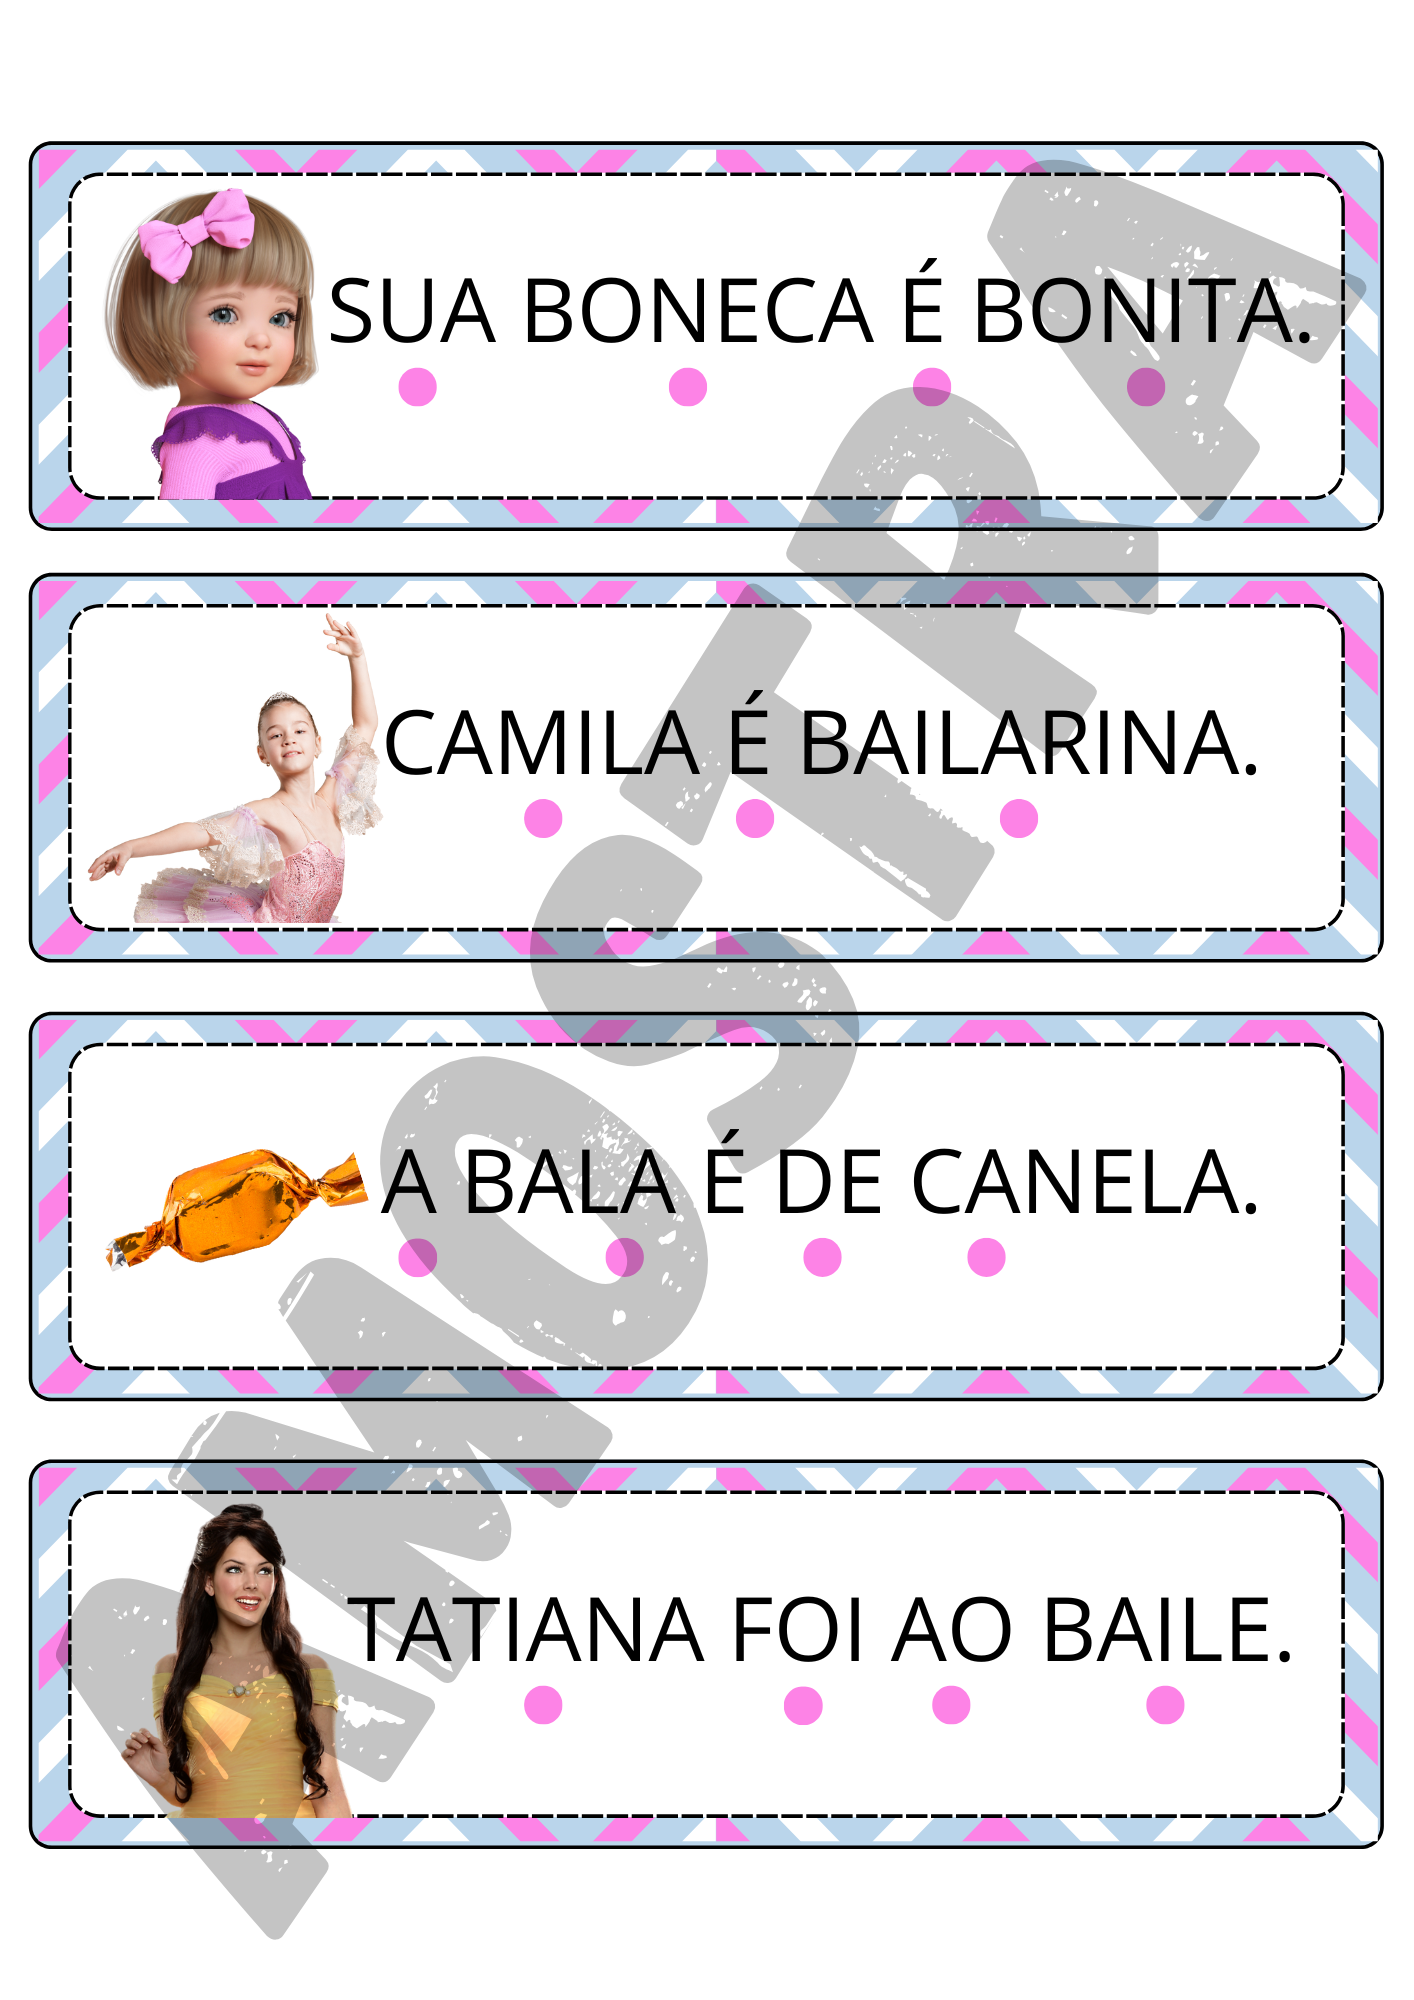 SUA BONECA É BONITA.
CAMILA É BAILARINA.
A BALA É DE CANELA.
TATIANA FOI AO BAILE.
AMOSTRA